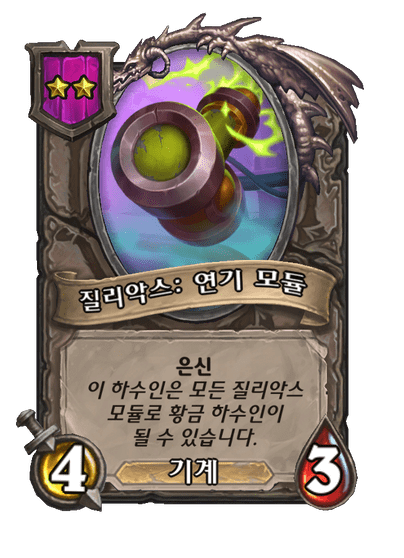 질리악스: 연기 모듈
은신
이 하수인은 모든 질리악스
모듈로 황금 하수인이
될 수 있습니다.
4
기계
3